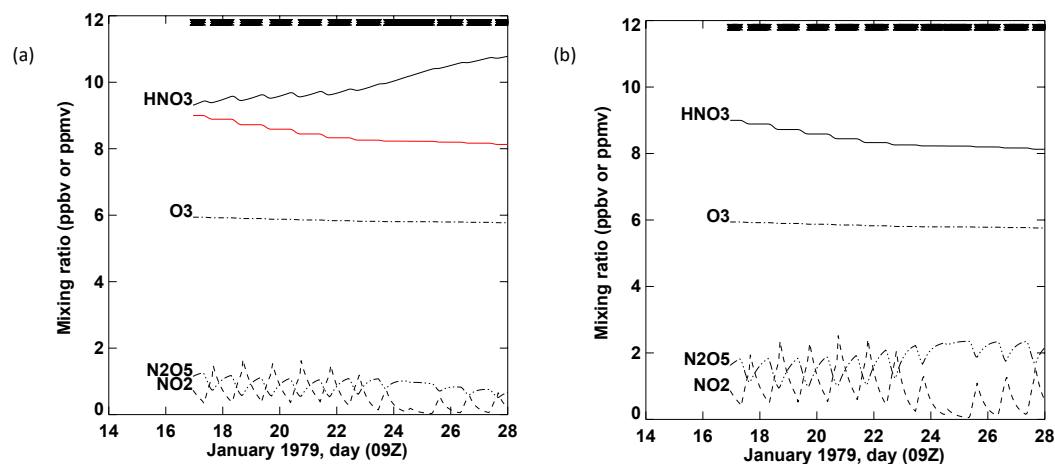 (a)
Mixing ratio (ppbv or ppmv)
12
10
8
6
4
2
0
HNO3
O3
N2O5
NO2
14 16 18 20 22 24 26 28
January 1979, day (09Z)
(b)
Mixing ratio (ppbv or ppmv)
12
10
8
6
4
2
0
HNO3
O3
N2O5
NO2
14 16 18 20 22 24 26 28
January 1979, day (09Z)